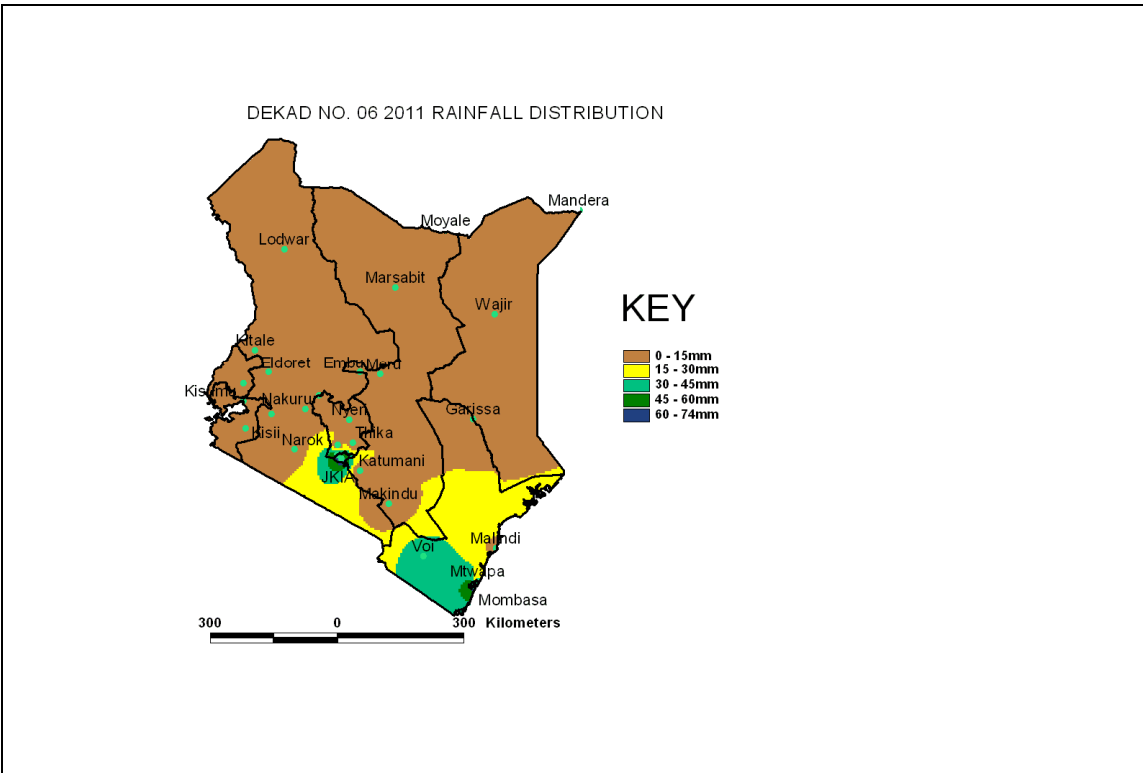 DEKAD NO. 06 2011 RAINFALL DISTRIBUTION
Mandera
Moyale
Lodwar
Marsabit
Wajir
KEY
Kitale
0 - 15mm
Eldoret
Embu
Meru
15 - 30mm
30 - 45mm
Kisumu
Nakuru
45 - 60mm
Nyeri
Garissa
60 - 74mm
Kisii
Narok
Thika
Katumani
JKIA
Makindu
Malindi
Voi
Mtwapa
Mombasa
300 0 300 Kilometers